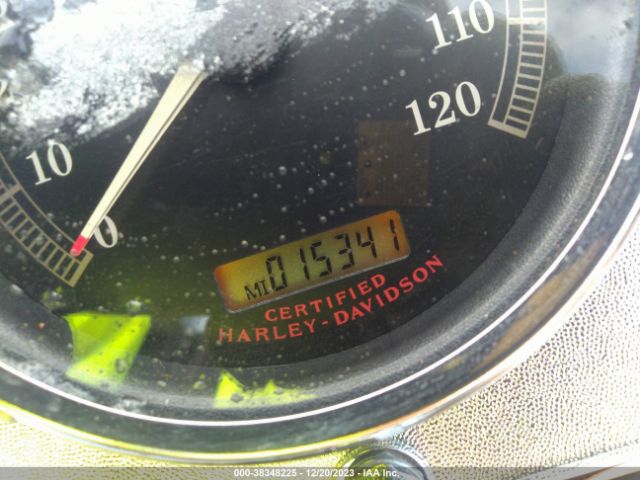 110
120
10
0
MI 015341
CERTIFIED
HARLEY-DAVIDSON
000-38348225 - 12/20/2023 - IAA Inc.